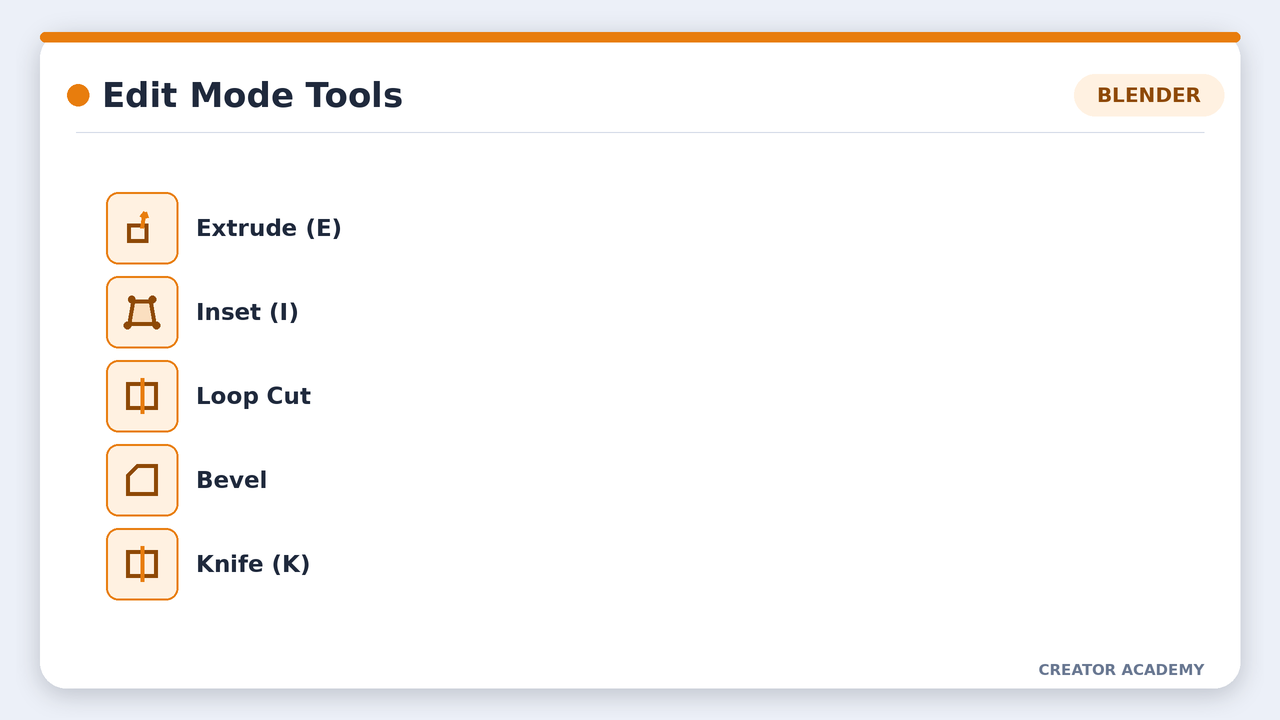 Edit Mode Tools
BLENDER
Extrude (E)
Inset (I)
Loop Cut
Bevel
Knife (K)
CREATOR ACADEMY